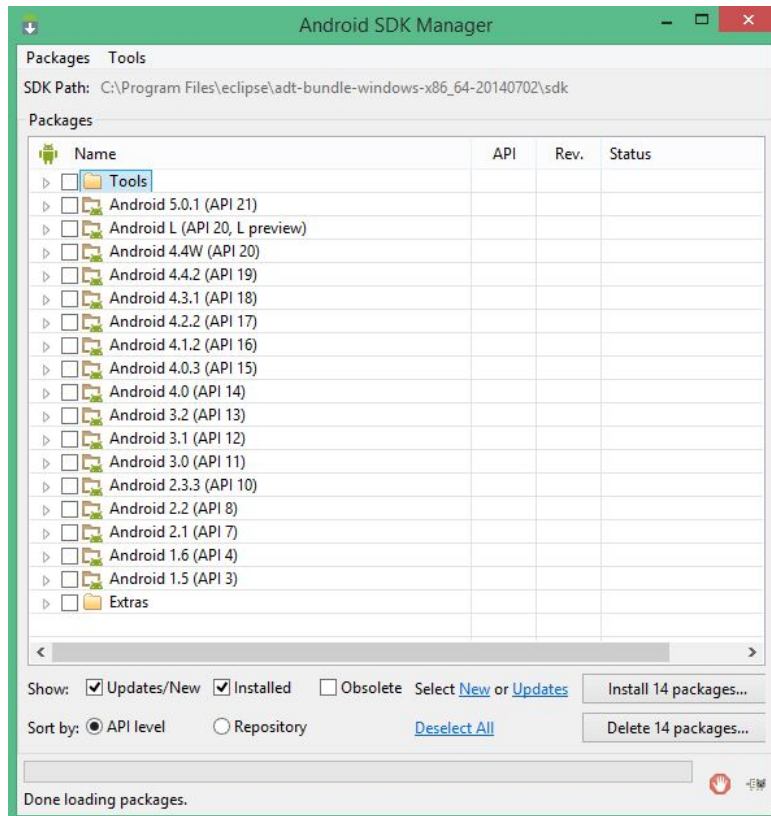 Android SDK Manager
Packages Tools
SDK Path: C:\Program Files\eclipse\adt-bundle-windows-x86_64-20140702\sdk
Packages
Name API Rev. Status
Tools
Android 5.0.1 (API 21)
Android L (API 20, L preview)
Android 4.4W (API 20)
Android 4.4.2 (API 19)
Android 4.3.1 (API 18)
Android 4.2.2 (API 17)
Android 4.1.2 (API 16)
Android 4.0.3 (API 15)
Android 4.0 (API 14)
Android 3.2 (API 13)
Android 3.1 (API 12)
Android 3.0 (API 11)
Android 2.3.3 (API 10)
Android 2.2 (API 8)
Android 2.1 (API 7)
Android 1.6 (API 4)
Android 1.5 (API 3)
Extras
Show: Updates/New Installed Obsolete Select New or Updates Install 14 packages...
Sort by: API level Repository Deselect All Delete 14 packages...
Done loading packages.